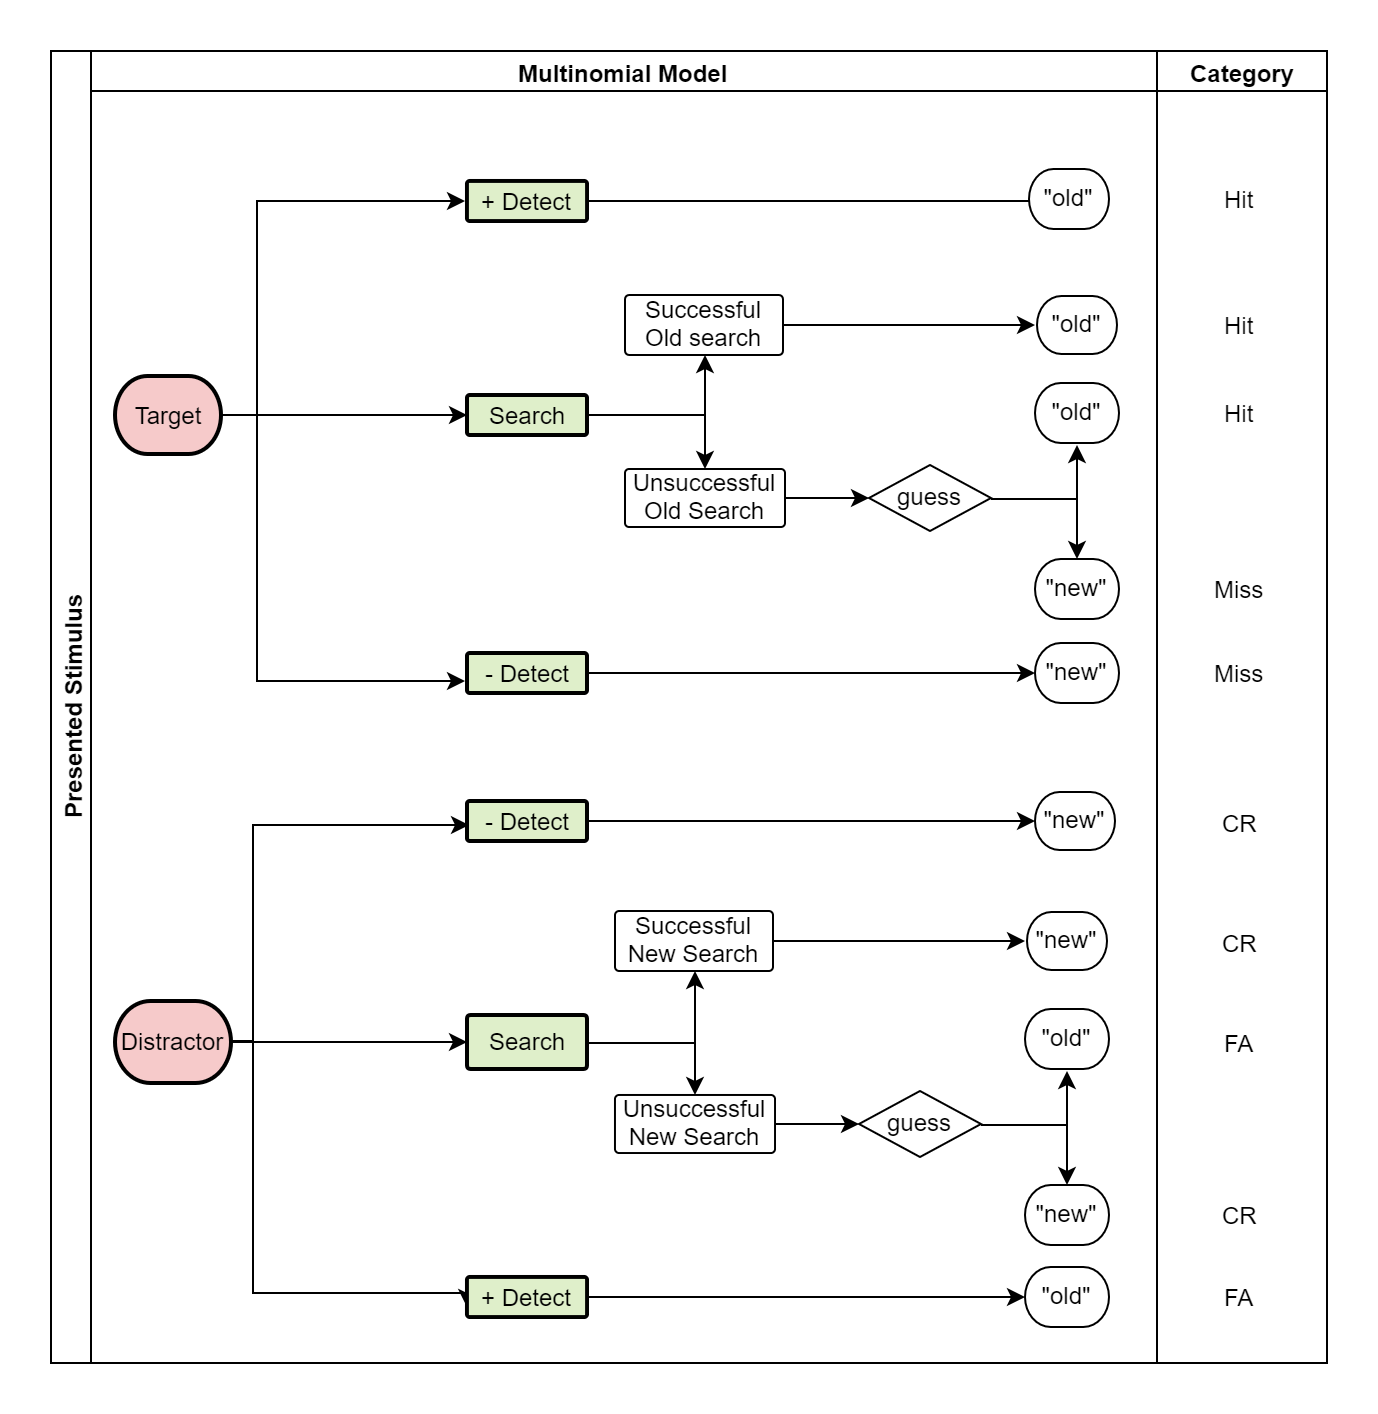 Multinomial Model
Category
Presented Stimulus
+ Detect
"old"
Hit
Successful
Old search
"old"
Hit
Target
Search
"old"
Hit
Unsuccessful
Old Search
guess
"new"
Miss
- Detect
"new"
Miss
- Detect
"new"
CR
Successful
New Search
"new"
CR
Distractor
Search
"old"
FA
Unsuccessful
New Search
guess
"new"
CR
+ Detect
"old"
FA